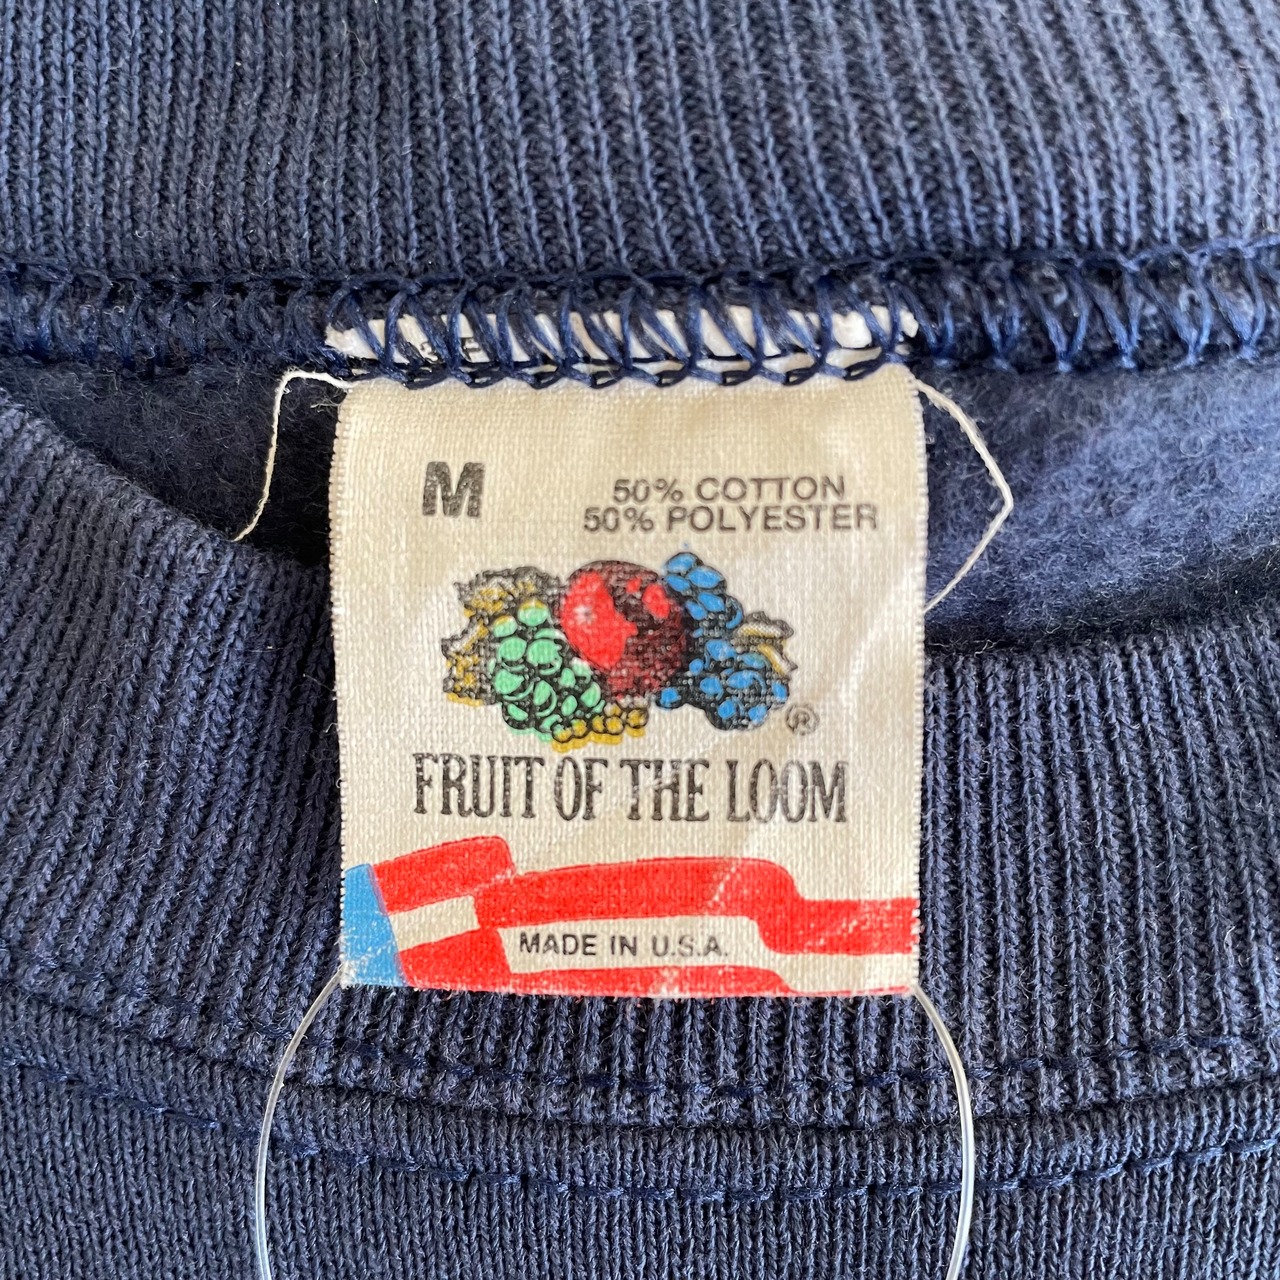 M
50% COTTON
50% POLYESTER
®
FRUIT OF THE LOOM
MADE IN U.S.A.